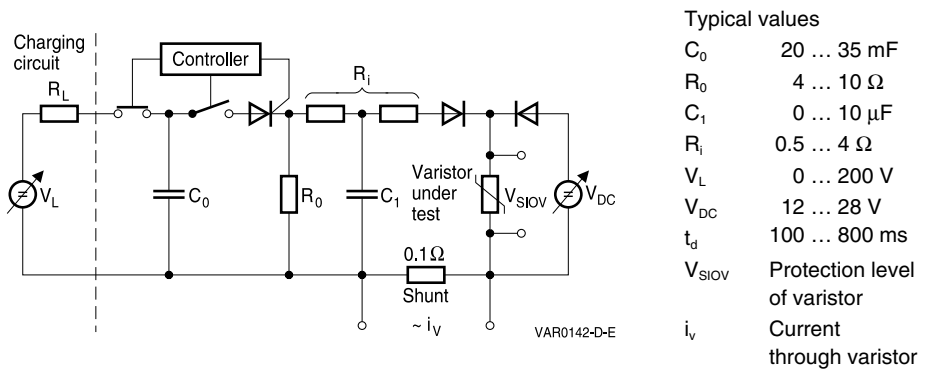 Charging
circuit
Controller
R_L
R_i
V_L
C_0
R_0
C_1
Varistor
under
test
V_SIOV
V_DC
0.1 Ω
Shunt
~ i_V
VAR0142-D-E
Typical values
C_0 20 … 35 mF
R_0 4 … 10 Ω
C_1 0 … 10 μF
R_i 0.5 … 4 Ω
V_L 0 … 200 V
V_DC 12 … 28 V
t_d 100 … 800 ms
V_SIOV Protection level
of varistor
i_v Current
through varistor